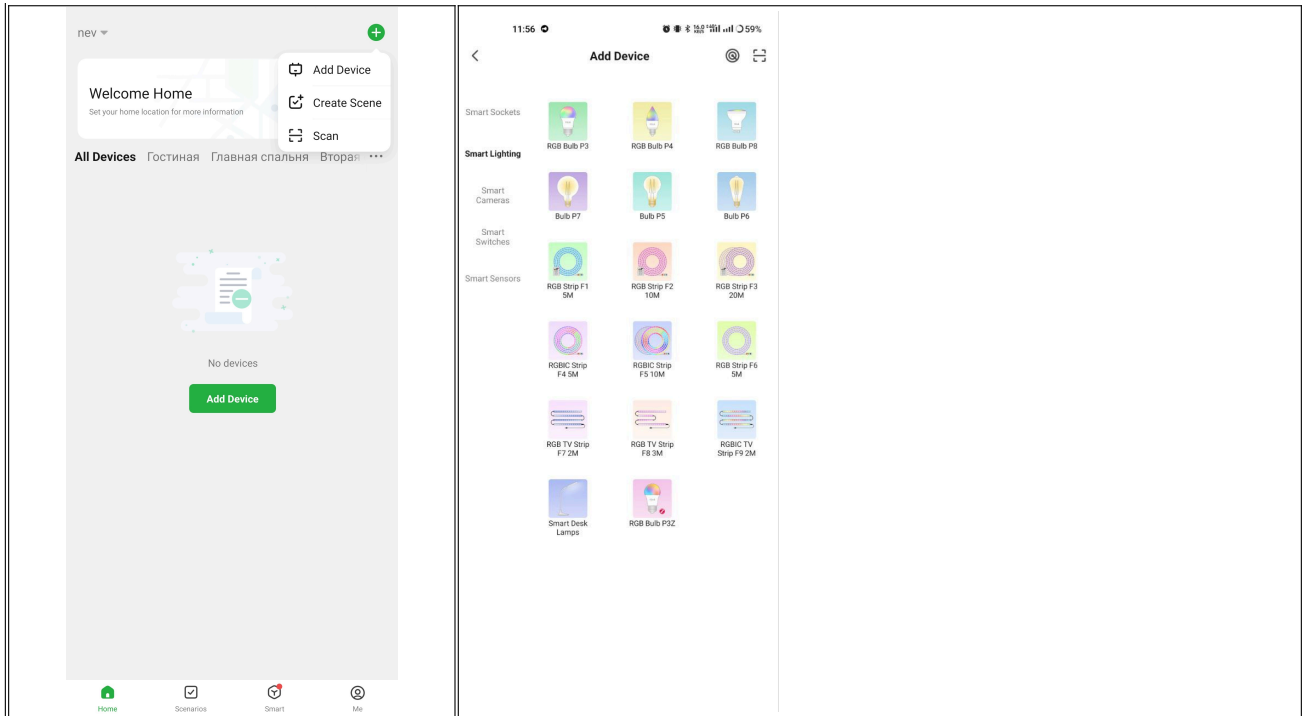 nev
Add Device
Create Scene
Scan
Welcome Home
Set your home location for more information
All Devices Гостиная Главная спальня Вторая ...
No devices
Add Device
Home Scenarios Smart Me
11:56
59%
Add Device
Smart Sockets
Smart Lighting
Smart
Cameras
Smart
Switches
Smart Sensors
RGB Bulb P3 RGB Bulb P4 RGB Bulb P8
Bulb P7 Bulb P5 Bulb P6
RGB Strip F1
5M
RGB Strip F2
10M
RGB Strip F3
20M
RGBIC Strip
F4 5M
RGBIC Strip
F5 10M
RGB Strip F6
5M
RGB TV Strip
F7 2M
RGB TV Strip
F8 3M
RGBIC TV
Strip F9 2M
Smart Desk
Lamps
RGB Bulb P3Z